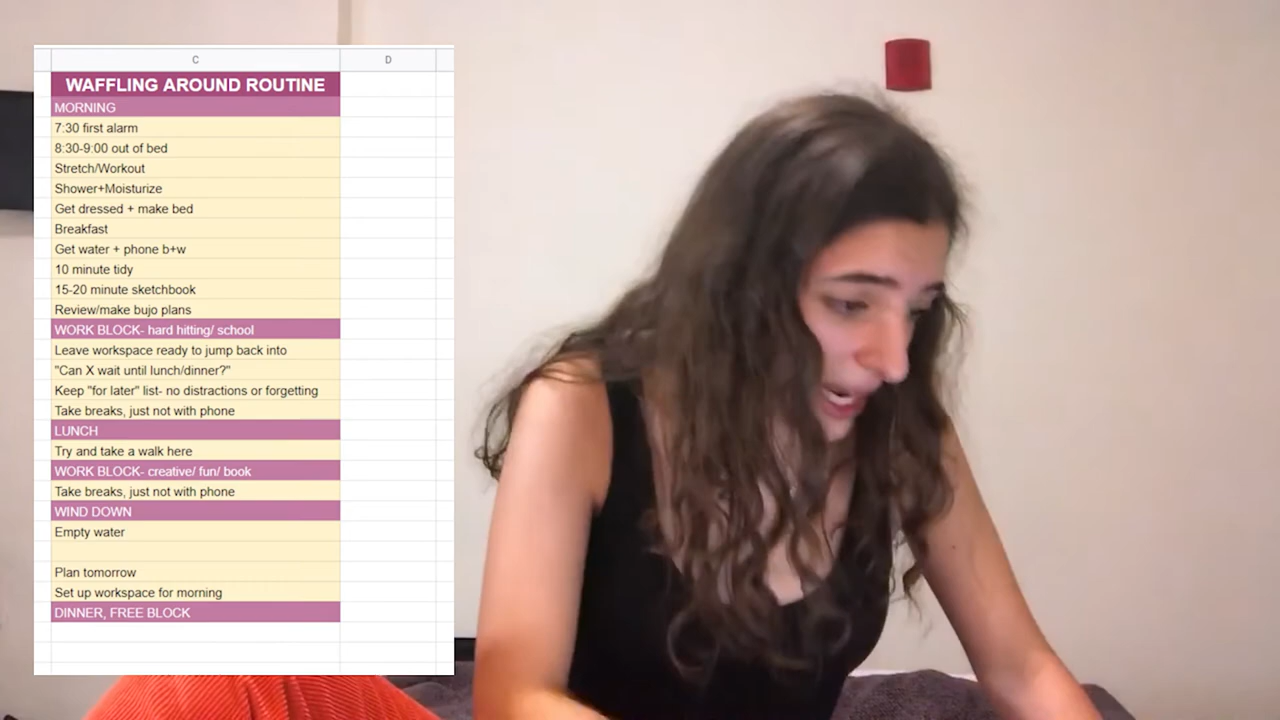 C
D
WAFFLING AROUND ROUTINE
MORNING
7:30 first alarm
8:30-9:00 out of bed
Stretch/Workout
Shower+Moisturize
Get dressed + make bed
Breakfast
Get water + phone b+w
10 minute tidy
15-20 minute sketchbook
Review/make bujo plans
WORK BLOCK- hard hitting/ school
Leave workspace ready to jump back into
"Can X wait until lunch/dinner?"
Keep "for later" list- no distractions or forgetting
Take breaks, just not with phone
LUNCH
Try and take a walk here
WORK BLOCK- creative/ fun/ book
Take breaks, just not with phone
WIND DOWN
Empty water
Plan tomorrow
Set up workspace for morning
DINNER, FREE BLOCK